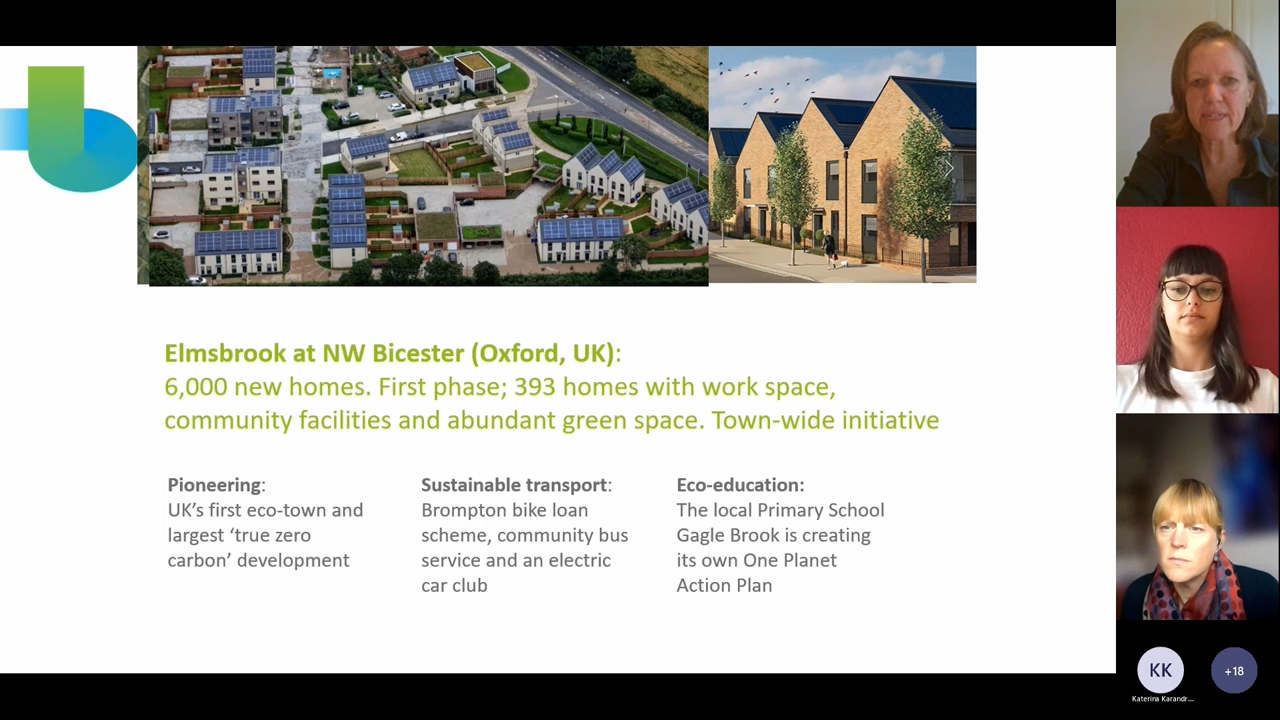 Elmsbrook at NW Bicester (Oxford, UK):
6,000 new homes. First phase; 393 homes with work space,
community facilities and abundant green space. Town-wide initiative
Pioneering:
UK's first eco-town and
largest 'true zero
carbon' development
Sustainable transport:
Brompton bike loan
scheme, community bus
service and an electric
car club
Eco-education:
The local Primary School
Gagle Brook is creating
its own One Planet
Action Plan
KK
Katerina Karandr...
+18